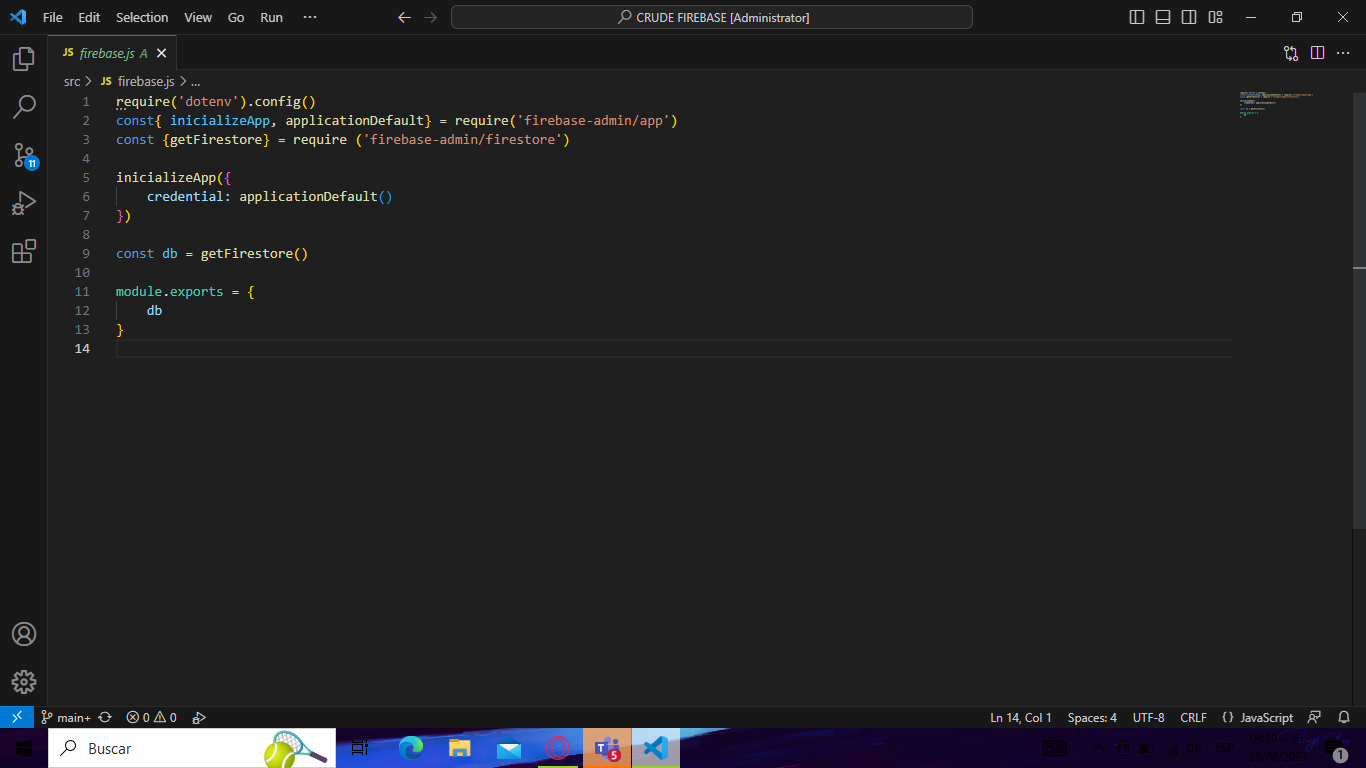 File Edit Selection View Go Run ···
CRUDE FIREBASE [Administrator]
JS firebase.js A
src > JS firebase.js > ...
1 require('dotenv').config()
2 const{ inicializeApp, applicationDefault} = require('firebase-admin/app')
3 const {getFirestore} = require ('firebase-admin/firestore')
4
5 inicializeApp({
6 credential: applicationDefault()
7 })
8
9 const db = getFirestore()
10
11 module.exports = {
12 db
13 }
14
11
main+ 0 0
Ln 14, Col 1 Spaces: 4 UTF-8 CRLF {} JavaScript
Buscar
5
ESP
09:19 a. m.
1